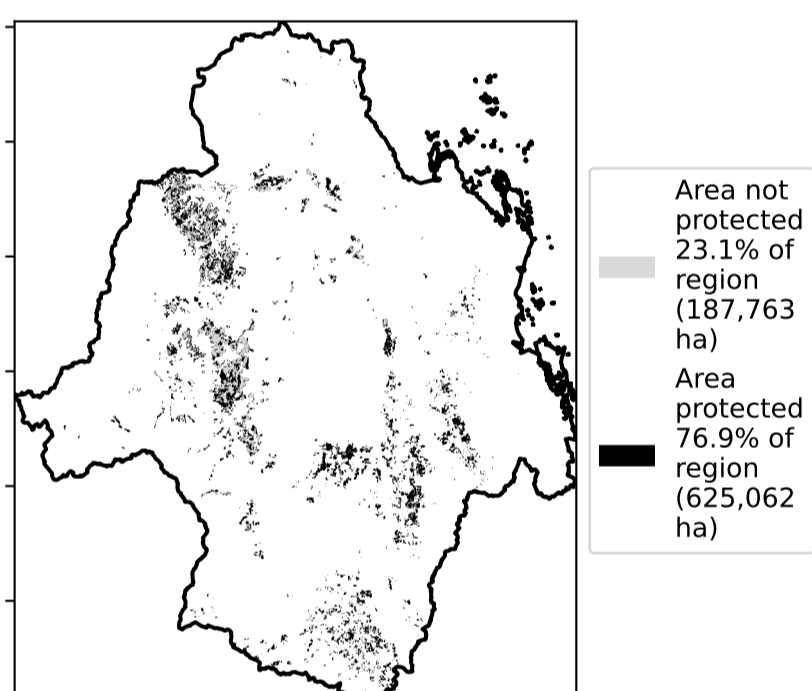 Area not
protected
23.1% of
region
(187,763
ha)
Area
protected
76.9% of
region
(625,062
ha)